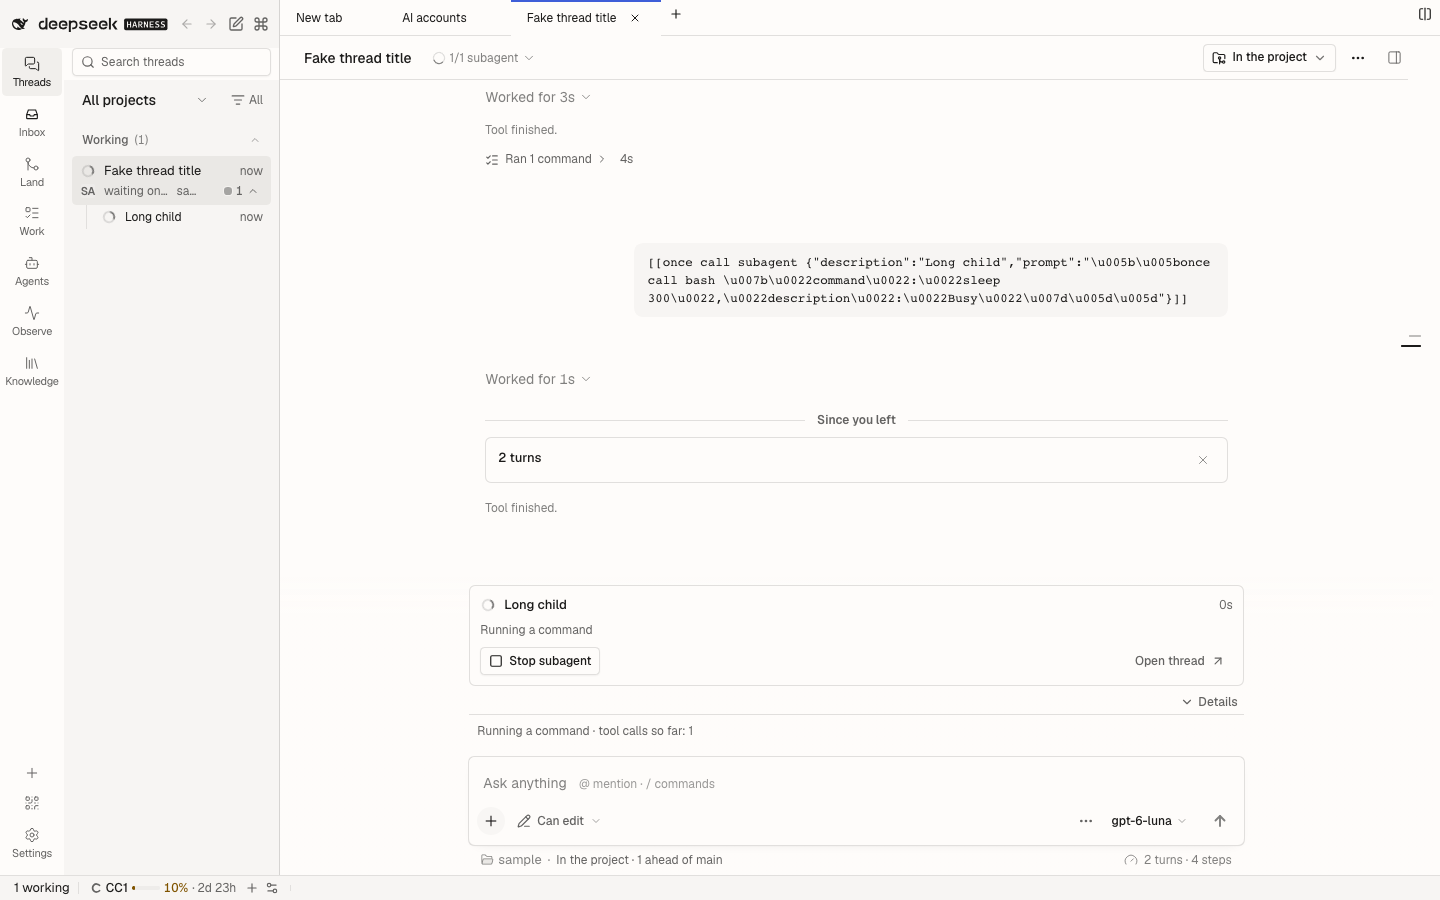 deepseek HARNESS
New tab
AI accounts
Fake thread title
Threads
Inbox
Land
Work
Agents
Observe
Knowledge
Settings
Search threads
All projects
All
Working (1)
Fake thread title now
SA waiting on... sa... 1
Long child now
Fake thread title
1/1 subagent
In the project
Worked for 3s
Tool finished.
Ran 1 command 4s
[[once call subagent {"description":"Long child","prompt":"\u005b\u005bonce
call bash \u007b\u0022command\u0022:\u0022sleep
300\u0022,\u0022description\u0022:\u0022Busy\u0022\u007d\u005d\u005d"}]]
Worked for 1s
Since you left
2 turns
Tool finished.
Long child 0s
Running a command
Stop subagent
Open thread
Details
Running a command · tool calls so far: 1
Ask anything @ mention · / commands
Can edit
gpt-6-luna
sample · In the project · 1 ahead of main
2 turns · 4 steps
1 working
C CC1 10% · 2d 23h